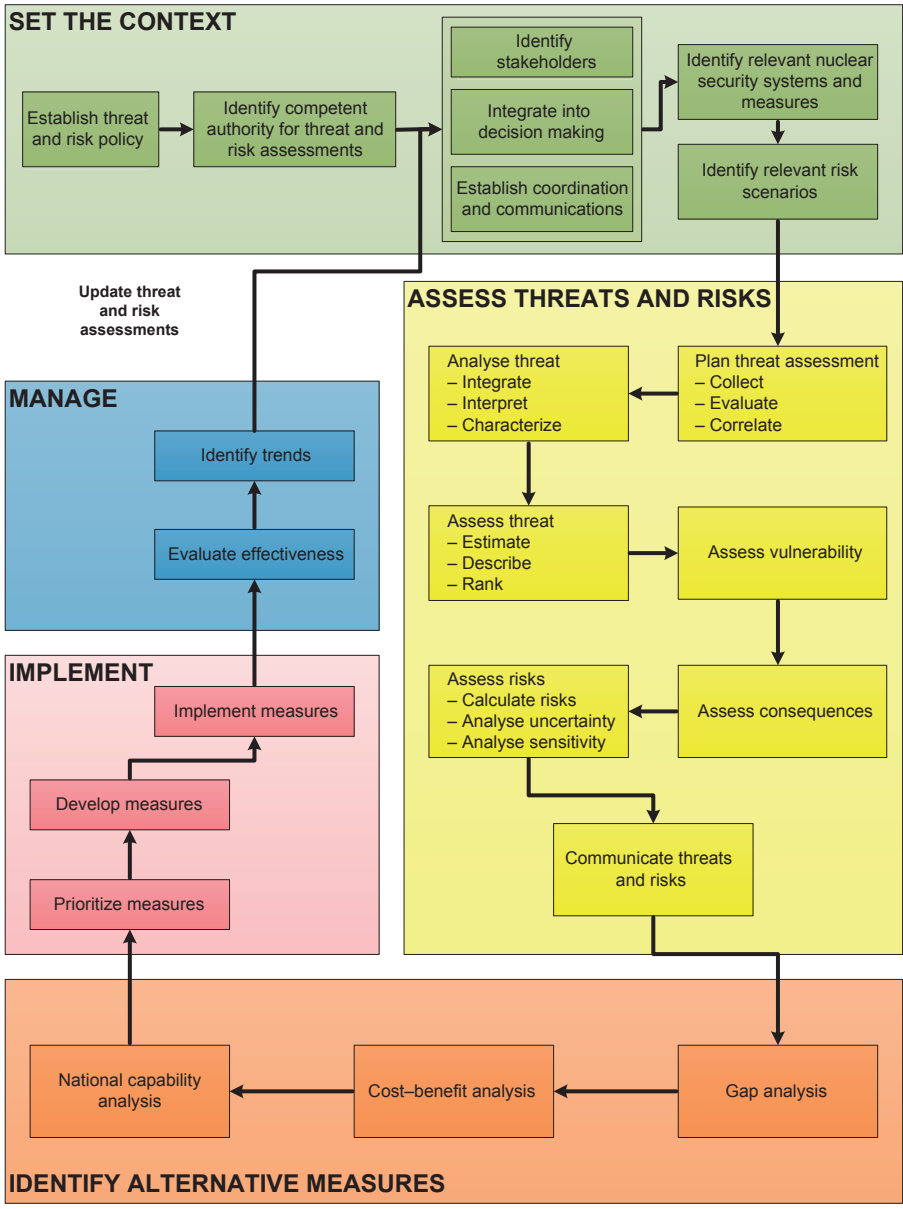 SET THE CONTEXT
Establish threat
and risk policy
Identify competent
authority for threat and
risk assessments
Identify
stakeholders
Integrate into
decision making
Establish coordination
and communications
Identify relevant nuclear
security systems and
measures
Identify relevant risk
scenarios
Update threat
and risk
assessments
ASSESS THREATS AND RISKS
Plan threat assessment
– Collect
– Evaluate
– Correlate
Analyse threat
– Integrate
– Interpret
– Characterize
Assess threat
– Estimate
– Describe
– Rank
Assess vulnerability
Assess consequences
Assess risks
– Calculate risks
– Analyse uncertainty
– Analyse sensitivity
Communicate threats
and risks
MANAGE
Identify trends
Evaluate effectiveness
IMPLEMENT
Implement measures
Develop measures
Prioritize measures
National capability
analysis
Cost–benefit analysis
Gap analysis
IDENTIFY ALTERNATIVE MEASURES